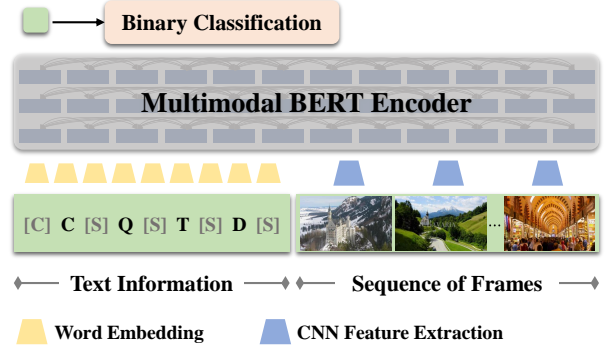 Binary Classification
Multimodal BERT Encoder
[C] C [S] Q [S] T [S] D [S]
...
Text Information
Sequence of Frames
Word Embedding
CNN Feature Extraction